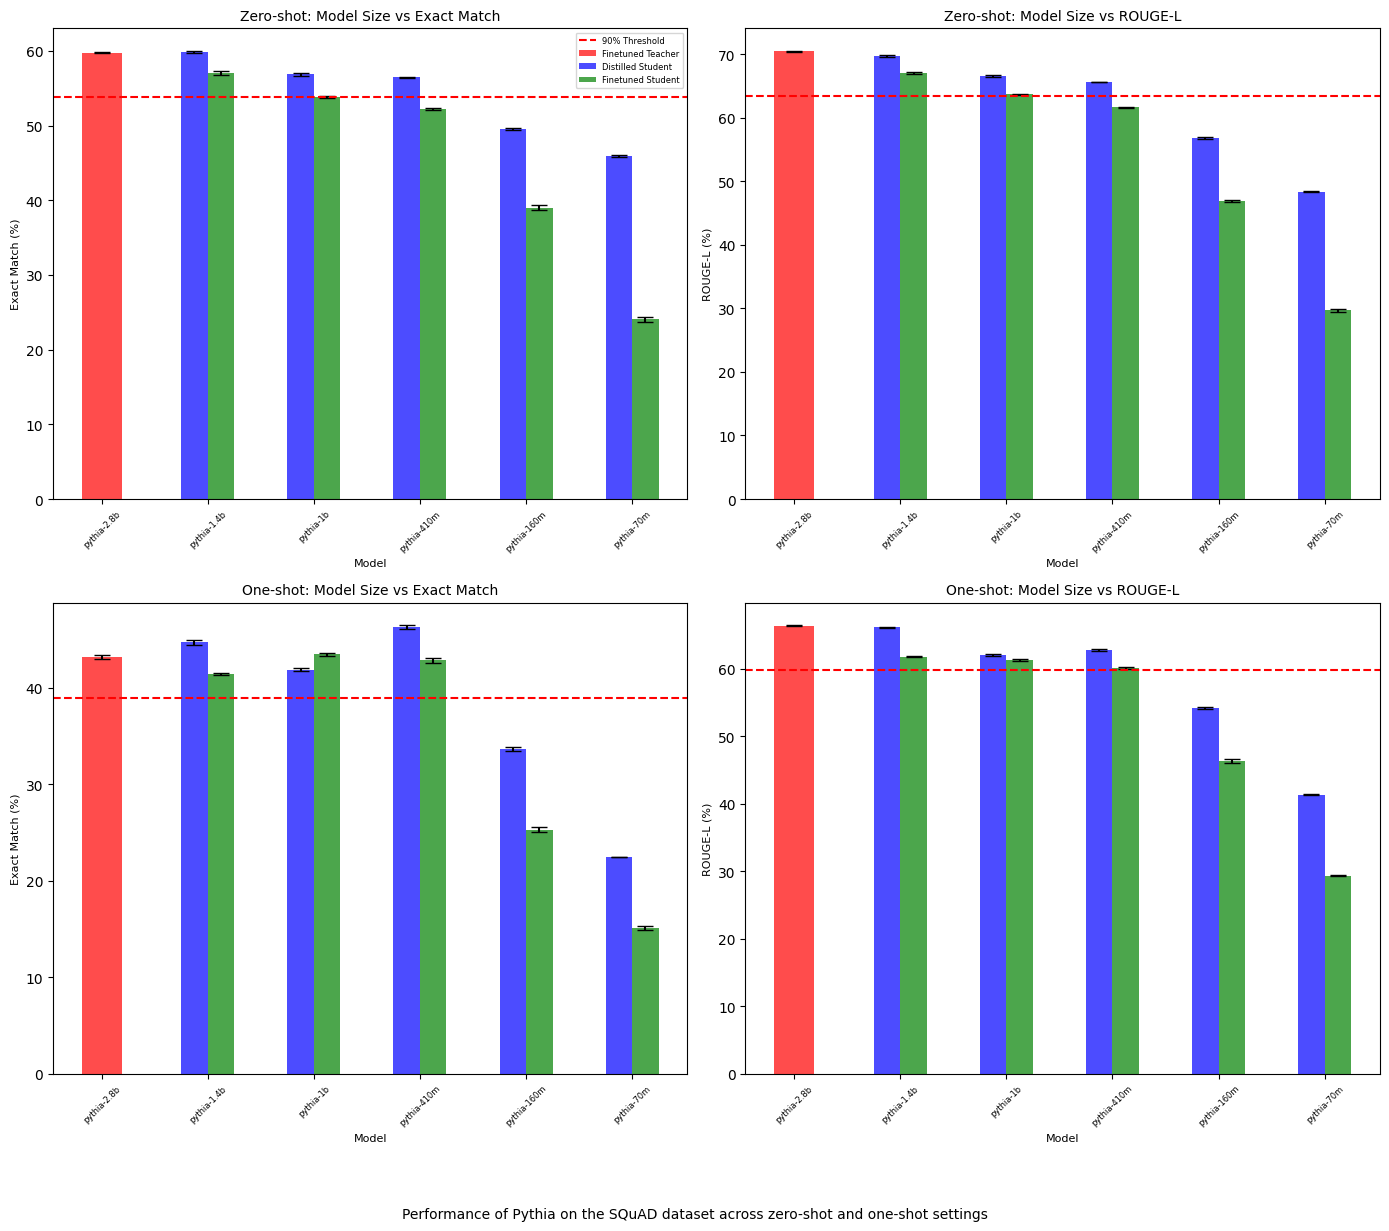 Zero-shot: Model Size vs Exact Match
Exact Match (%)
60
50
40
30
20
10
0
90% Threshold
Finetuned Teacher
Distilled Student
Finetuned Student
pythia-2.8b
pythia-1.4b
pythia-1b
pythia-410m
pythia-160m
pythia-70m
Model
Zero-shot: Model Size vs ROUGE-L
ROUGE-L (%)
70
60
50
40
30
20
10
0
pythia-2.8b
pythia-1.4b
pythia-1b
pythia-410m
pythia-160m
pythia-70m
Model
One-shot: Model Size vs Exact Match
Exact Match (%)
40
30
20
10
0
pythia-2.8b
pythia-1.4b
pythia-1b
pythia-410m
pythia-160m
pythia-70m
Model
One-shot: Model Size vs ROUGE-L
ROUGE-L (%)
60
50
40
30
20
10
0
pythia-2.8b
pythia-1.4b
pythia-1b
pythia-410m
pythia-160m
pythia-70m
Model
Performance of Pythia on the SQuAD dataset across zero-shot and one-shot settings